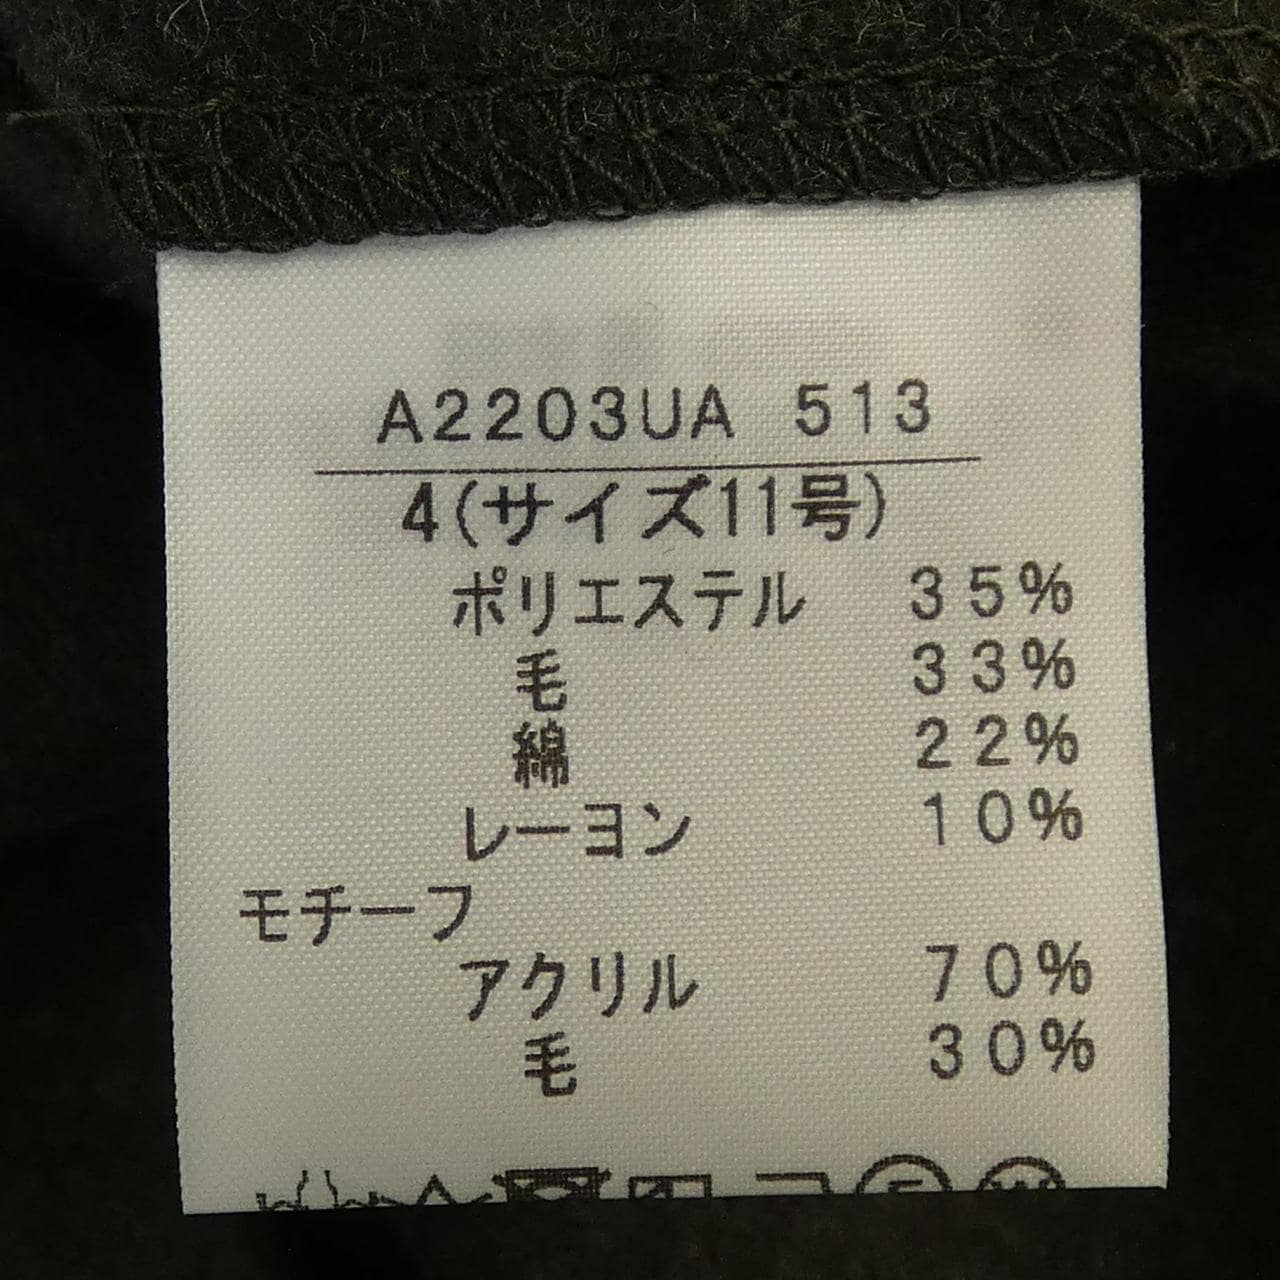 A2203UA 513
4(サイズ11号)
ポリエステル 35%
毛 33%
綿 22%
レーヨン 10%
モチーフ
アクリル 70%
毛 30%